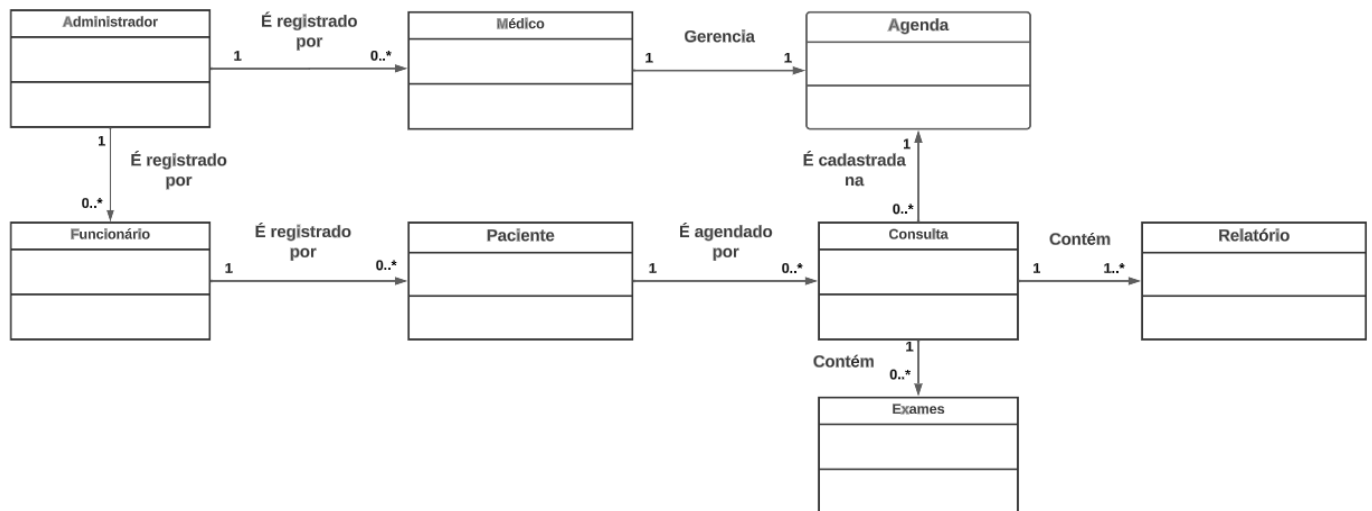 Administrador
É registrado
por
1
0..*
Médico
Gerencia
1
1
Agenda
1
É registrado
por
0..*
1
É cadastrada
na
0..*
Funcionário
É registrado
por
1
0..*
Paciente
É agendado
por
1
0..*
Consulta
Contém
1
1..*
Relatório
1
Contém
0..*
Exames